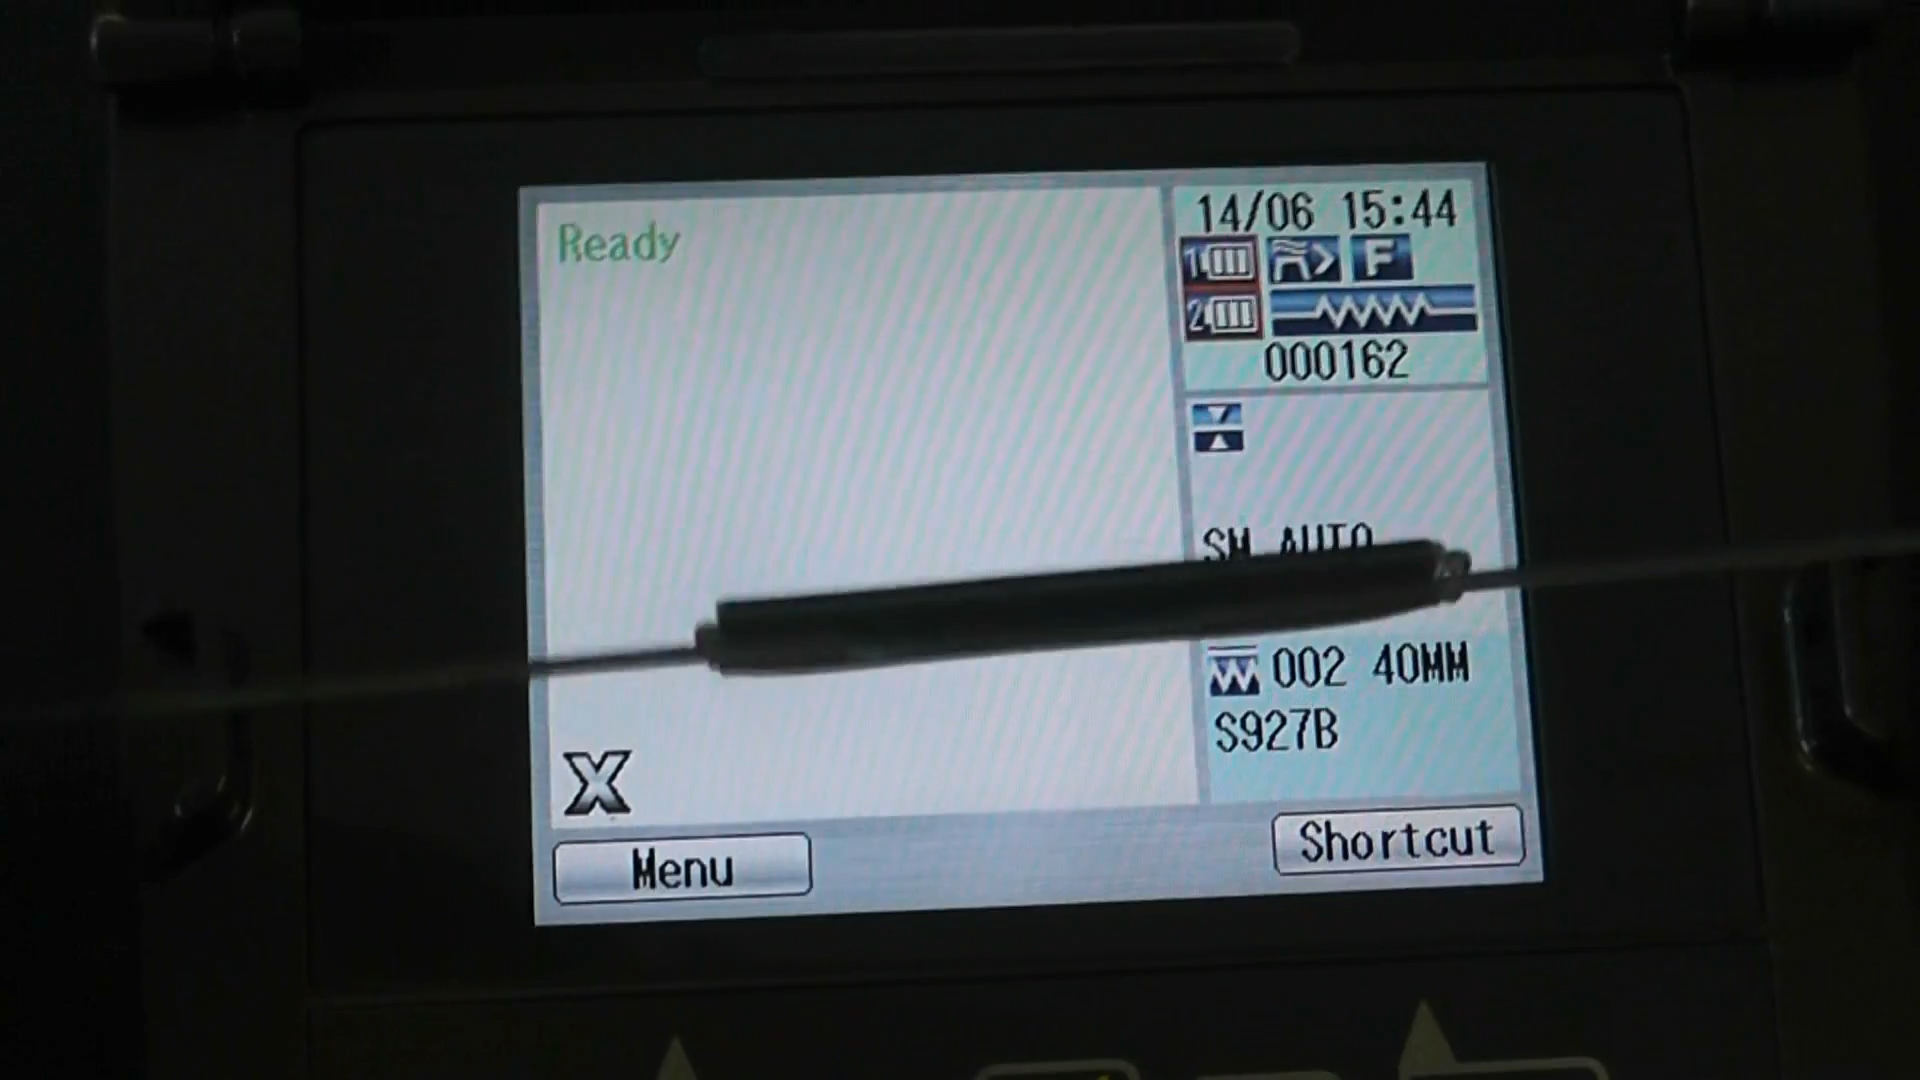 Ready
14/06 15:44
1
F
2
000162
SM AUTO
002 40MM
S927B
X
Menu
Shortcut